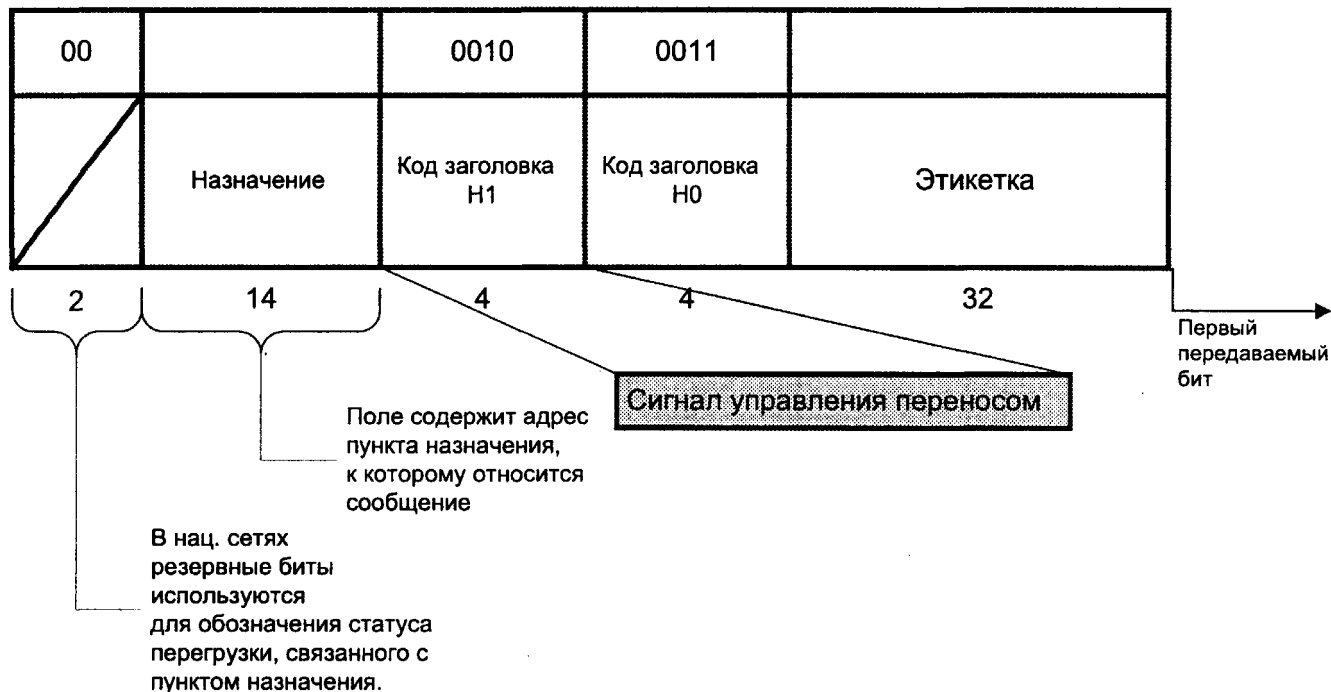 00
0010
0011
Назначение
Код заголовка
Н1
Код заголовка
Н0
Этикетка
2
14
4
4
32
Первый
передаваемый
бит
Сигнал управления переносом
Поле содержит адрес
пункта назначения,
к которому относится
сообщение
В нац. сетях
резервные биты
используются
для обозначения статуса
перегрузки, связанного с
пунктом назначения.